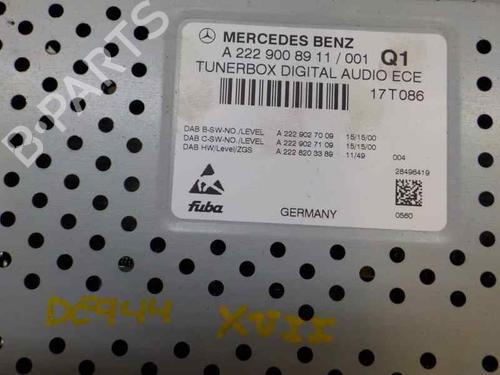 MERCEDES BENZ
A 222 900 89 11 / 001 Q1
TUNERBOX DIGITAL AUDIO ECE
17T086
DAB B-SW-NO./LEVEL A 222 902 70 09 15/15/00
DAB C-SW-NO./LEVEL A 222 902 71 09 15/15/00
DAB HW/Level/ZGS A 222 820 33 89 11/49 004
28496419
fuba GERMANY 0560
B-Parts
DC944 XVII